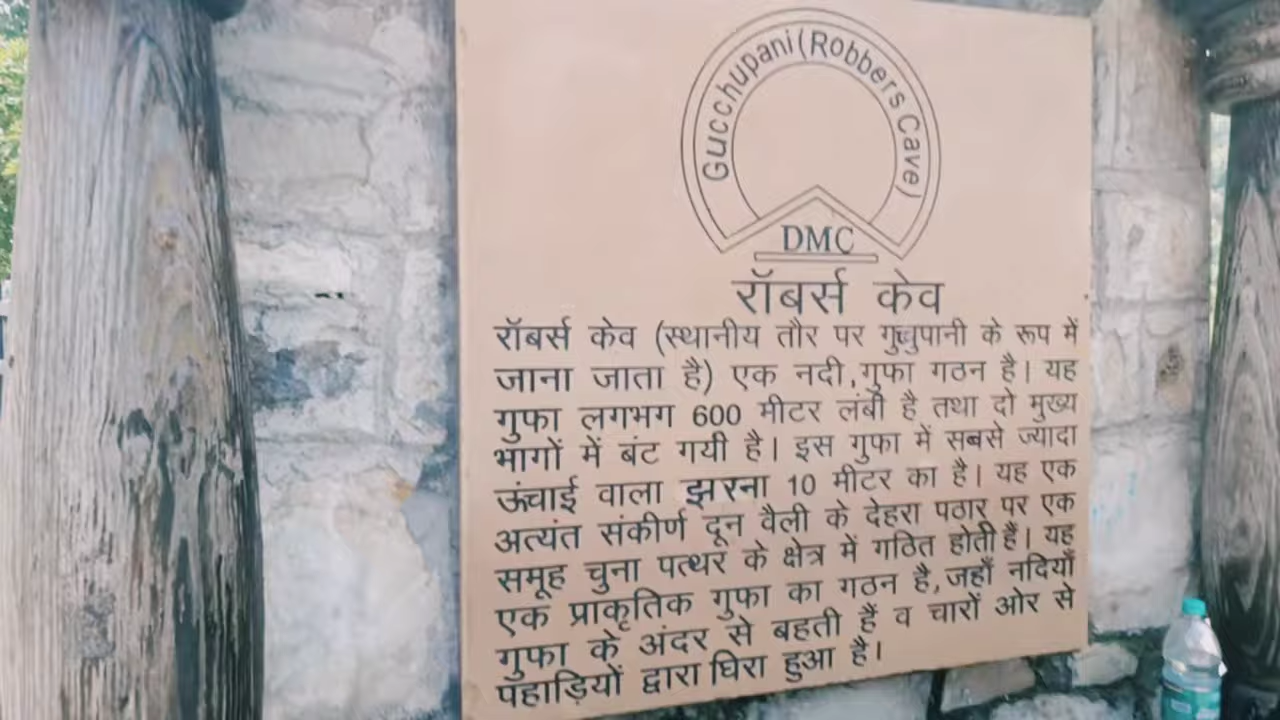 Gucchupani (Robbers Cave)
DMC
रॉबर्स केव
रॉबर्स केव (स्थानीय तौर पर गुच्चुपानी के रूप में
जाना जाता है) एक नदी,गुफा गठन है। यह
गुफा लगभग 600 मीटर लंबी है तथा दो मुख्य
भागों में बंट गयी है। इस गुफा में सबसे ज्यादा
ऊंचाई वाला झरना 10 मीटर का है। यह एक
अत्यंत संकीर्ण दून वैली के देहरा पठार पर एक
समूह चुना पत्थर के क्षेत्र में गठित होती है। यह
एक प्राकृतिक गुफा का गठन है, जहाँ नदियाँ
गुफा के अंदर से बहती हैं व चारों ओर से
पहाड़ियों द्वारा घिरा हुआ है।